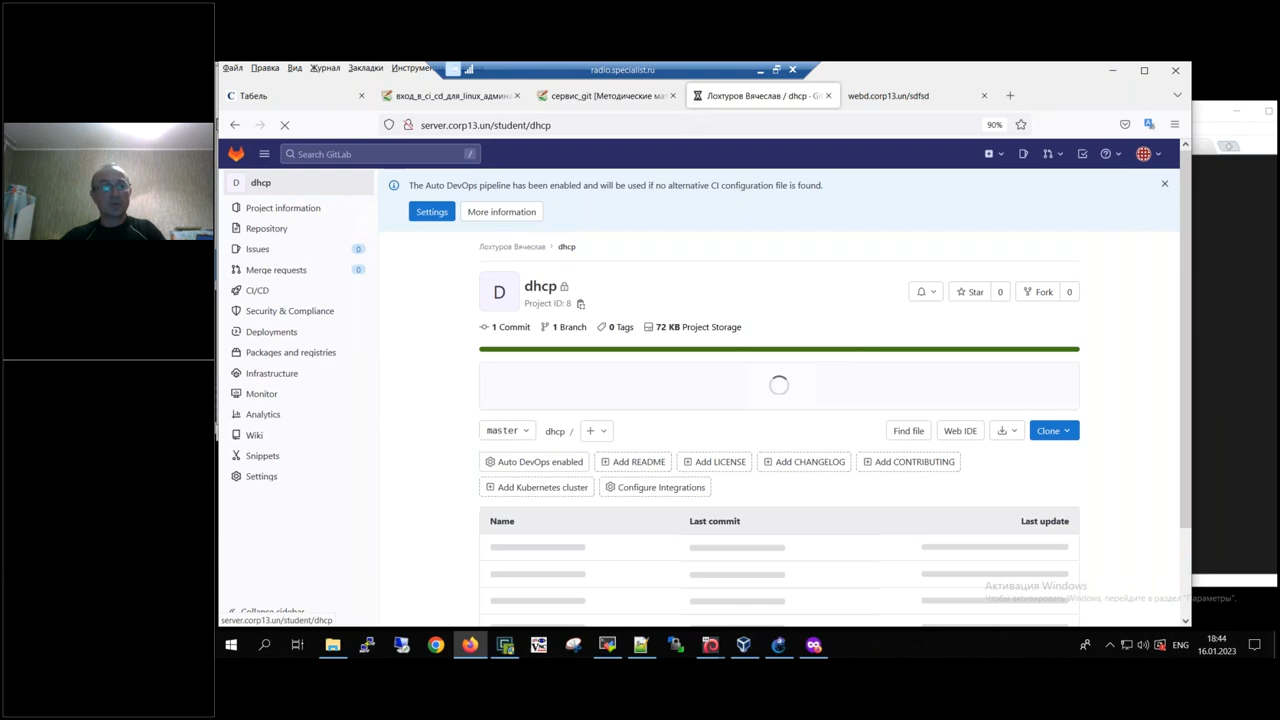 Файл Правка Вид Журнал Закладки
radio.specialist.ru
Табель
вход_в_ci_cd_для_linux_админ
сервис_git [Методические ма
Лохтуров Вячеслав / dhcp - G
webd.corp13.un/sdfsd
server.corp13.un/student/dhcp
90%
Search GitLab
/
D dhcp
Project information
Repository
Issues 0
Merge requests 0
CI/CD
Security & Compliance
Deployments
Packages and registries
Infrastructure
Monitor
Analytics
Wiki
Snippets
Settings
Collapse sidebar
server.corp13.un/student/dhcp
The Auto DevOps pipeline has been enabled and will be used if no alternative CI configuration file is found.
Settings More information
Лохтуров Вячеслав > dhcp
D
dhcp
Project ID: 8
Star 0 Fork 0
1 Commit 1 Branch 0 Tags 72 KB Project Storage
master dhcp / +
Find file Web IDE Clone
Auto DevOps enabled Add README Add LICENSE Add CHANGELOG Add CONTRIBUTING
Add Kubernetes cluster Configure Integrations
Name Last commit Last update
Активация Windows
Чтобы активировать Windows, перейдите в раздел "Параметры".
ENG
18:44
16.01.2023